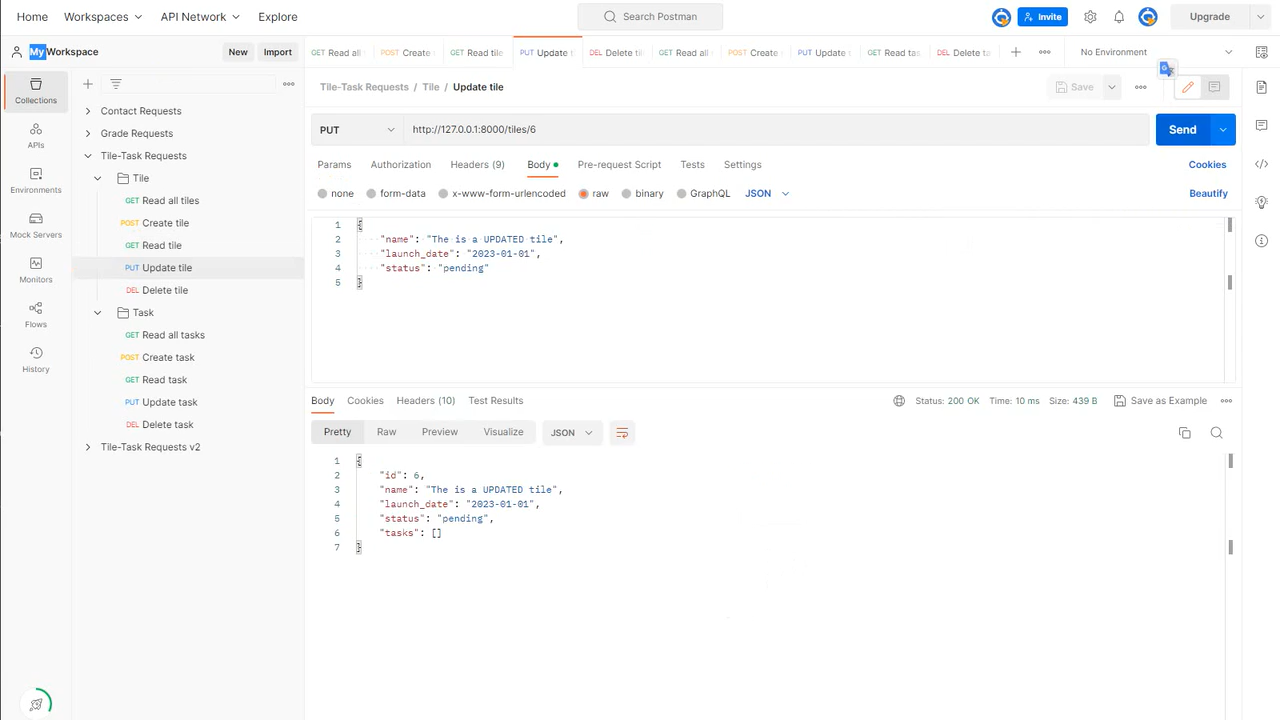 Home Workspaces API Network Explore Search Postman Invite Upgrade
My Workspace New Import
GET Read all
POST Create
GET Read tile
PUT Update t
DEL Delete til
GET Read all
POST Create
PUT Update
GET Read tas
DEL Delete ta
No Environment
Collections
APIs
Environments
Mock Servers
Monitors
Flows
History
Contact Requests
Grade Requests
Tile-Task Requests
Tile
GET Read all tiles
POST Create tile
GET Read tile
PUT Update tile
DEL Delete tile
Task
GET Read all tasks
POST Create task
GET Read task
PUT Update task
DEL Delete task
Tile-Task Requests v2
Tile-Task Requests / Tile / Update tile Save
PUT http://127.0.0.1:8000/tiles/6 Send
Params Authorization Headers (9) Body Pre-request Script Tests Settings Cookies
none form-data x-www-form-urlencoded raw binary GraphQL JSON Beautify
1 {
2 "name": "The is a UPDATED tile",
3 "launch_date": "2023-01-01",
4 "status": "pending"
5 }
Body Cookies Headers (10) Test Results Status: 200 OK Time: 10 ms Size: 439 B Save as Example
Pretty Raw Preview Visualize JSON
1 {
2 "id": 6,
3 "name": "The is a UPDATED tile",
4 "launch_date": "2023-01-01",
5 "status": "pending",
6 "tasks": []
7 }